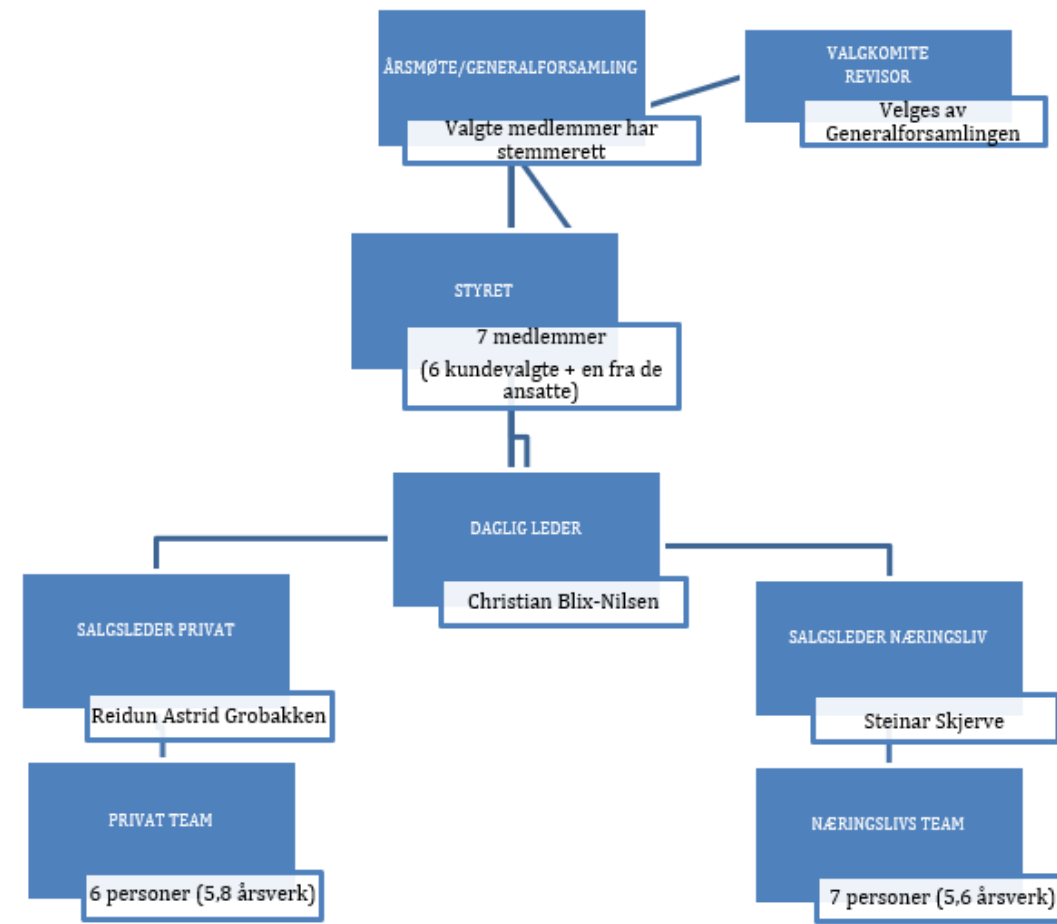 ÅRSMØTE/GENERALFORSAMLING
Valgte medlemmer har
stemmerett
VALGKOMITE
REVISOR
Velges av
Generalforsamlingen
STYRET
7 medlemmer
(6 kundevalgte + en fra de
ansatte)
DAGLIG LEDER
Christian Blix-Nilsen
SALGSLEDER PRIVAT
Reidun Astrid Grobakken
SALGSLEDER NÆRINGSLIV
Steinar Skjerve
PRIVAT TEAM
6 personer (5,8 årsverk)
NÆRINGSLIVS TEAM
7 personer (5,6 årsverk)